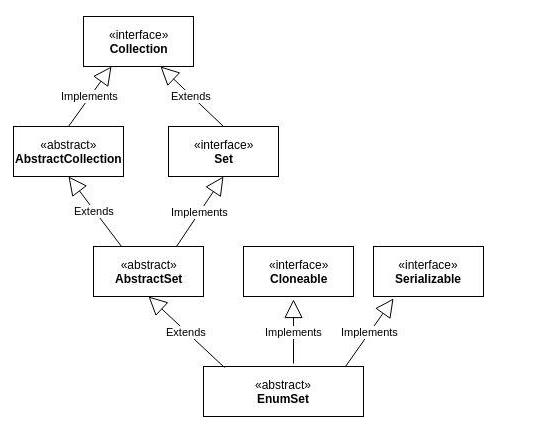 «interface»
Collection
Implements
Extends
«abstract»
AbstractCollection
«interface»
Set
Extends
Implements
«abstract»
AbstractSet
«interface»
Cloneable
«interface»
Serializable
Extends
Implements
Implements
«abstract»
EnumSet